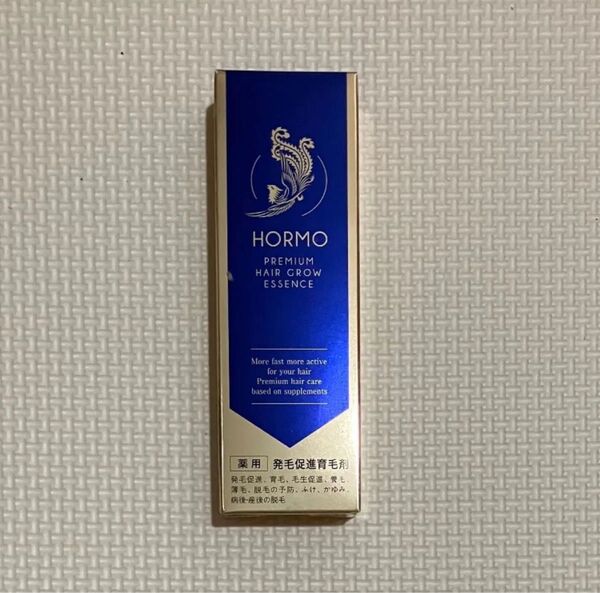 HORMO
PREMIUM
HAIR GROW
ESSENCE
More fast more active
for your hair
Premium hair care
based on supplements
薬用 発毛促進育毛剤
発毛促進、育毛、毛生促進、養毛、
薄毛、脱毛の予防、ふけ、かゆみ、
病後・産後の脱毛